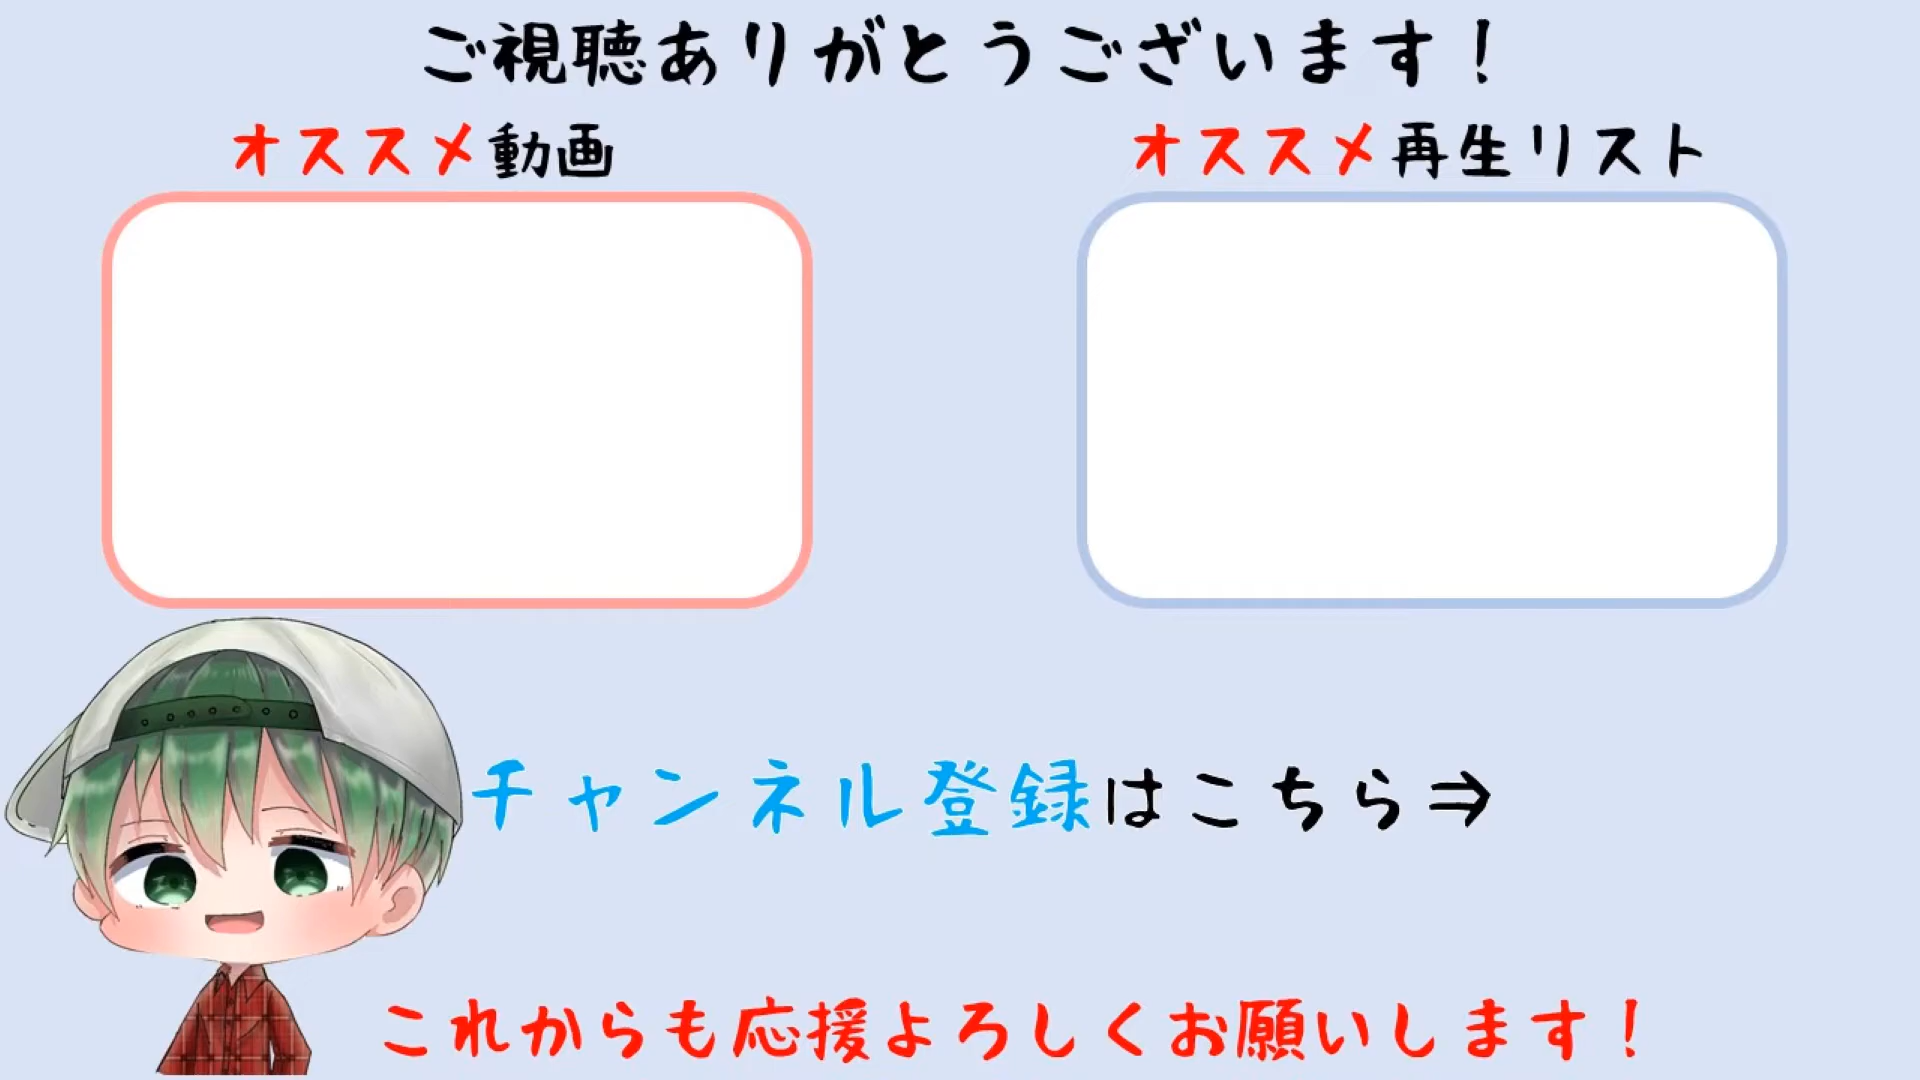 ご視聴ありがとうございます！
オススメ動画
オススメ再生リスト
チャンネル登録はこちら⇒
これからも応援よろしくお願いします！